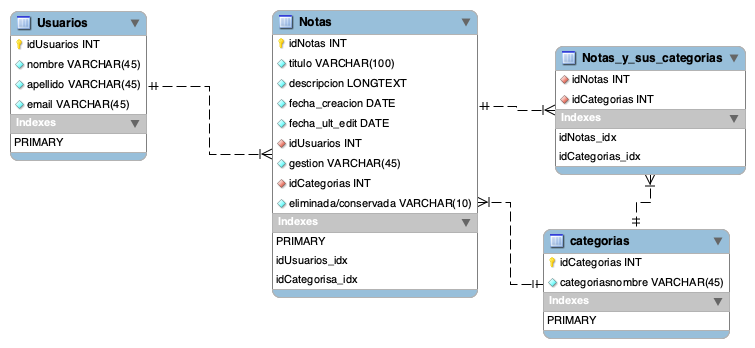 Usuarios
idUsuarios INT
nombre VARCHAR(45)
apellido VARCHAR(45)
email VARCHAR(45)
Indexes
PRIMARY
Notas
idNotas INT
titulo VARCHAR(100)
descripcion LONGTEXT
fecha_creacion DATE
fecha_ult_edit DATE
idUsuarios INT
gestion VARCHAR(45)
idCategorias INT
eliminada/conservada VARCHAR(10)
Indexes
PRIMARY
idUsuarios_idx
idCategorisa_idx
Notas_y_sus_categorias
idNotas INT
idCategorias INT
Indexes
idNotas_idx
idCategorias_idx
categorias
idCategorias INT
categoriasnombre VARCHAR(45)
Indexes
PRIMARY